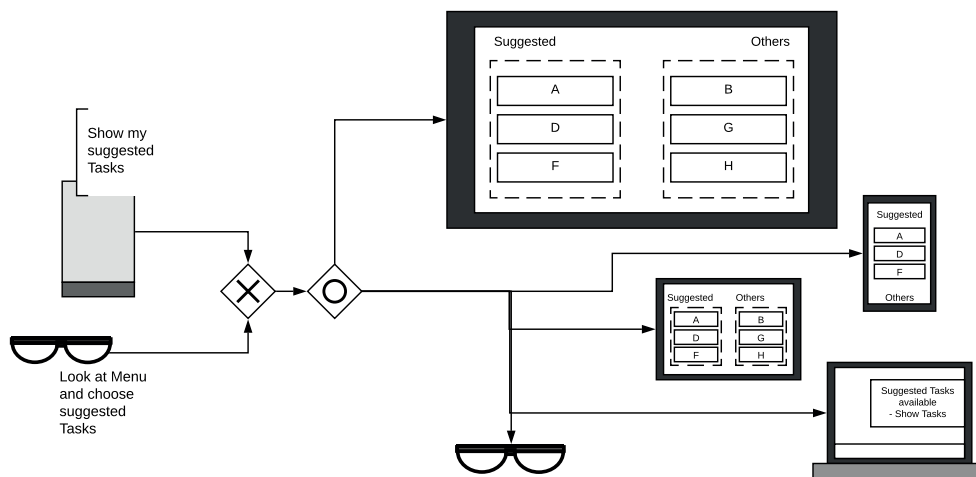 Suggested Others
A B
D G
F H
Show my
suggested
Tasks
Suggested
A
D
F
Others
Suggested Others
A B
D G
F H
Look at Menu
and choose
suggested
Tasks
Suggested Tasks
available
- Show Tasks